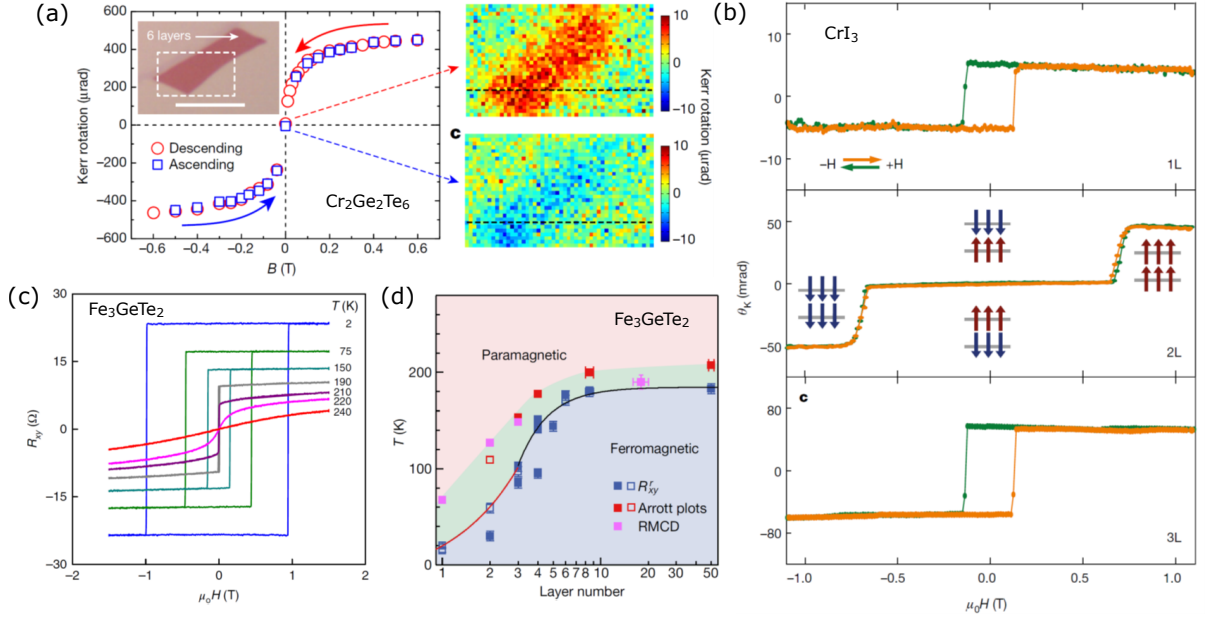 (a)
6 layers
Kerr rotation (μrad)
600
400
200
0
−200
−400
−600
Descending
Ascending
Cr2Ge2Te6
−0.6
−0.4
−0.2
0
0.2
0.4
0.6
B (T)
10
5
0
−5
−10
Kerr rotation (μrad)
c
10
5
0
−5
−10
(b)
CrI3
10
0
−10
−H
+H
1L
θK (mrad)
50
0
−50
2L
c
80
0
−80
3L
−1.0
−0.5
0.0
0.5
1.0
μ0H (T)
(c)
Fe3GeTe2
T (K)
2
75
150
190
210
220
240
Rxy (Ω)
30
15
0
−15
−30
−2
−1
0
1
2
μoH (T)
(d)
Fe3GeTe2
Paramagnetic
Ferromagnetic
Rrxy
Arrott plots
RMCD
T (K)
200
100
0
1
2
3
4
5
6
7
8
10
20
30
50
Layer number